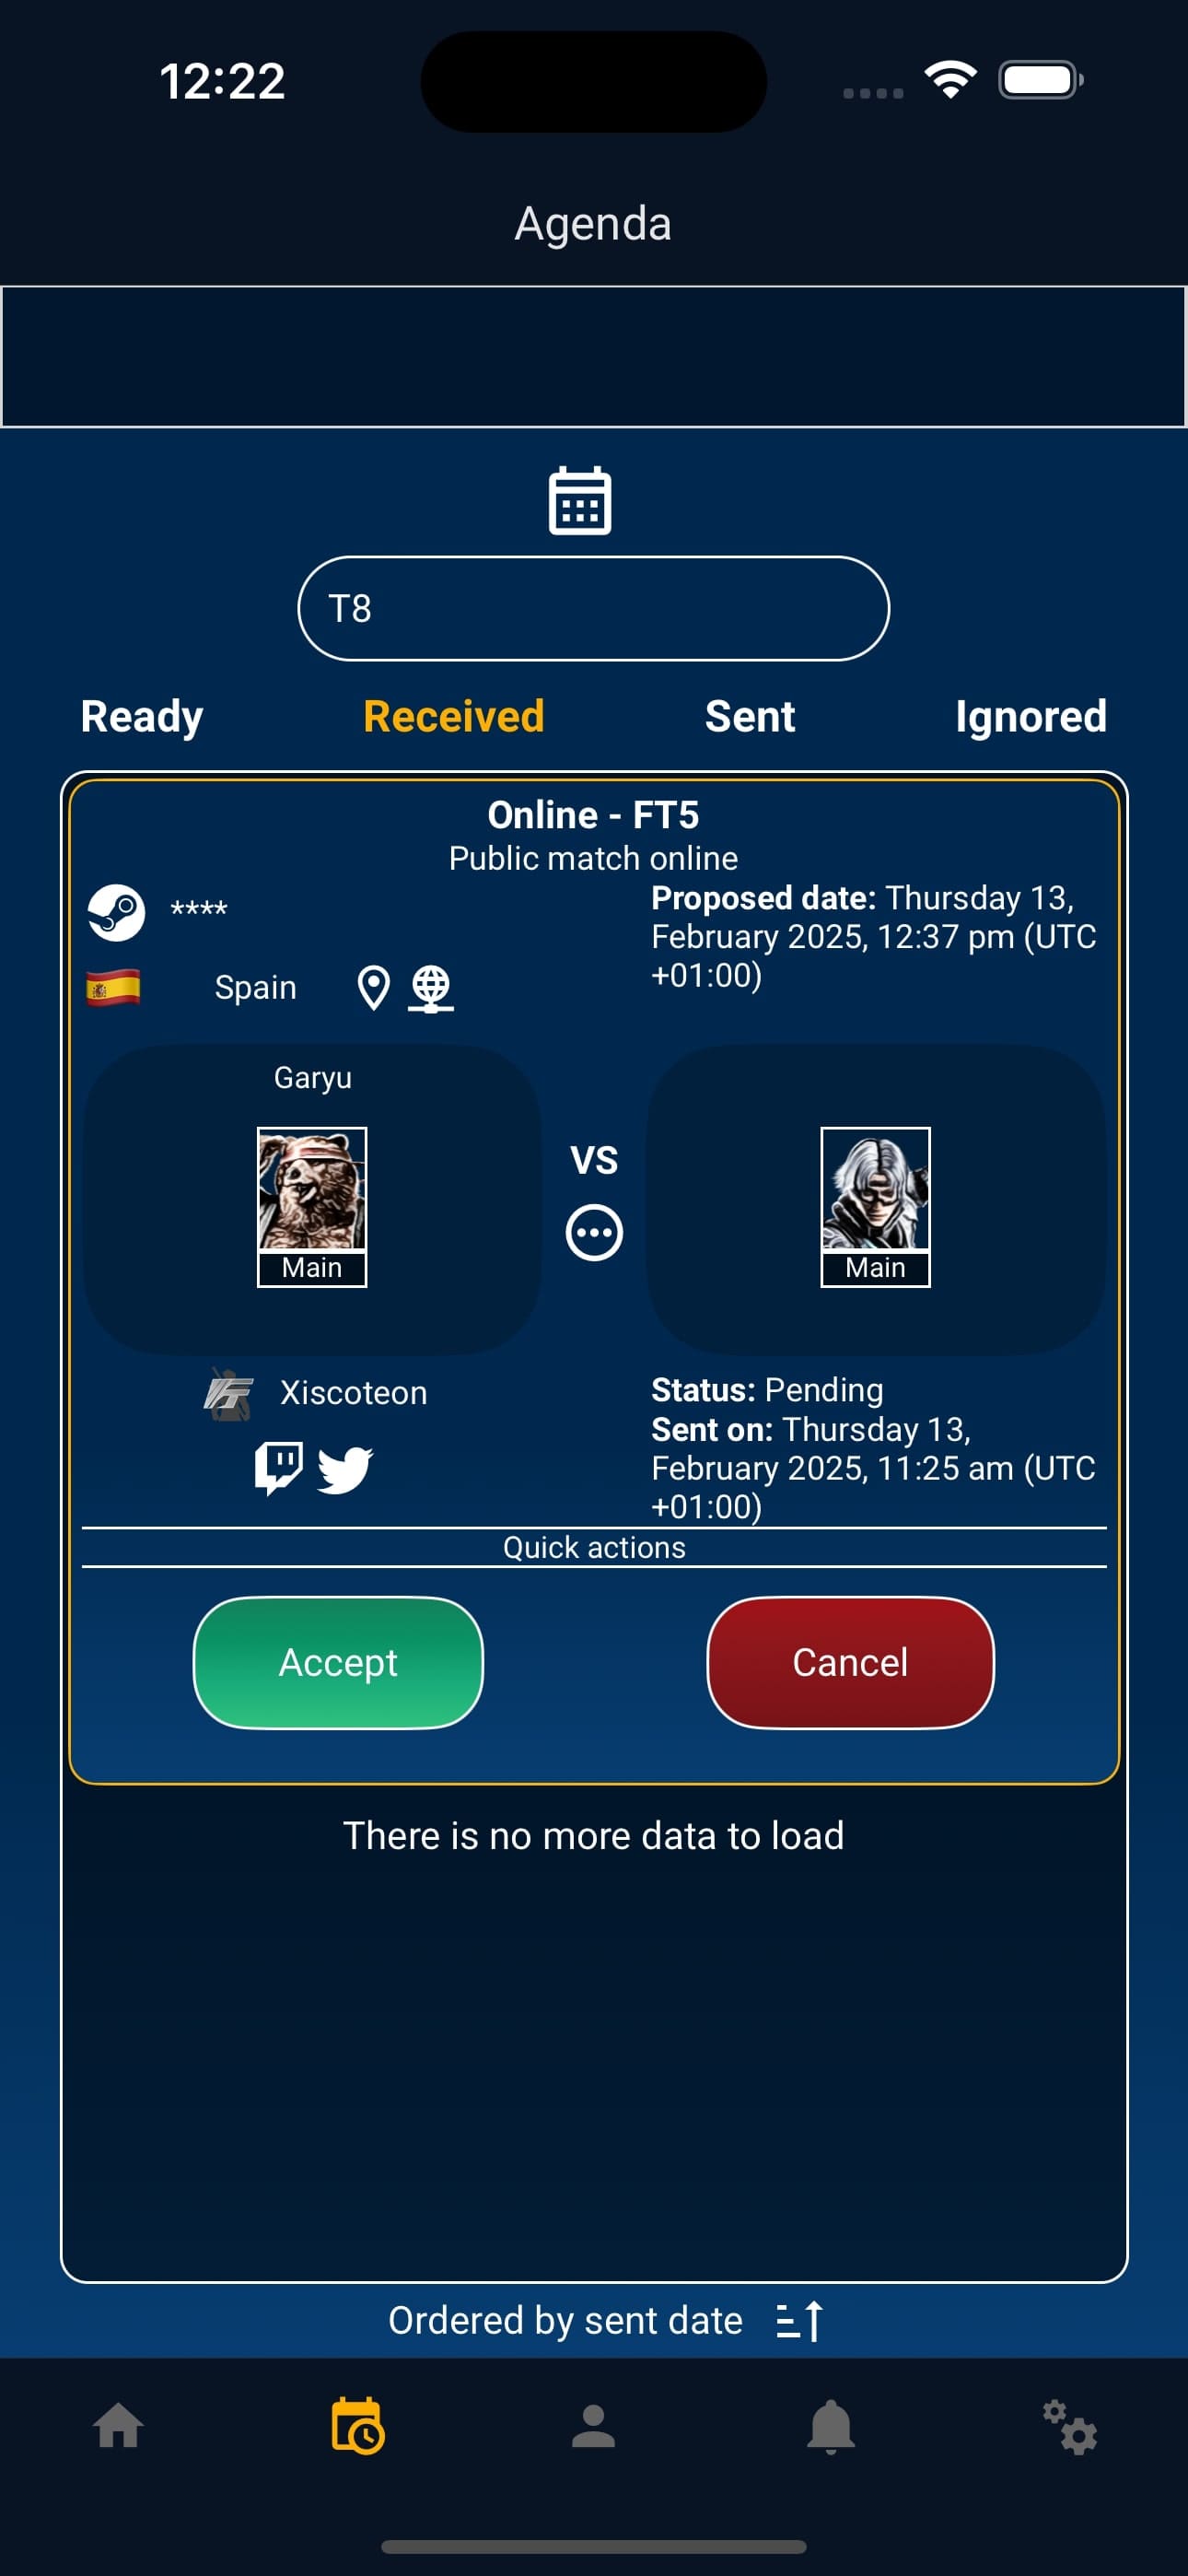 12:22
Agenda
T8
Ready Received Sent Ignored
Online - FT5
Public match online
****
Spain
Proposed date: Thursday 13,
February 2025, 12:37 pm (UTC
+01:00)
Garyu
Main
VS
Main
Xiscoteon
Status: Pending
Sent on: Thursday 13,
February 2025, 11:25 am (UTC
+01:00)
Quick actions
Accept Cancel
There is no more data to load
Ordered by sent date